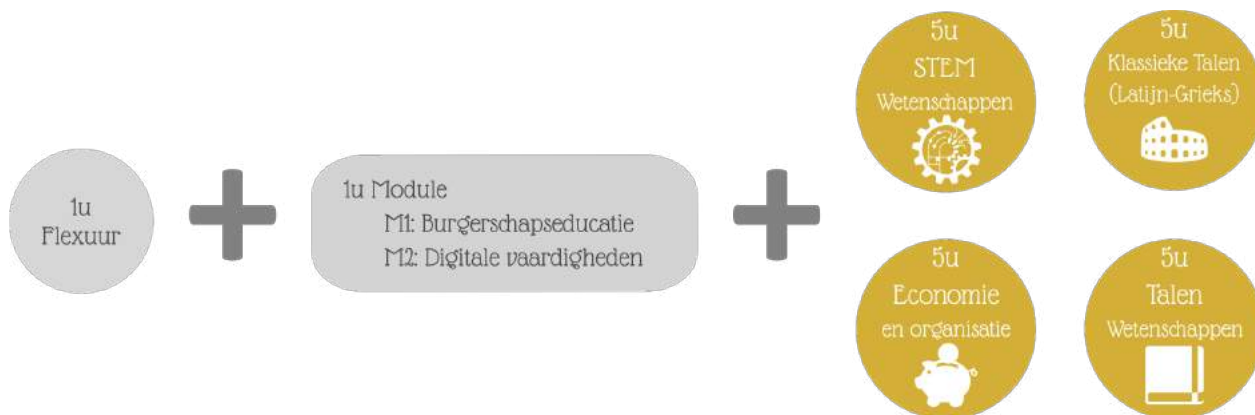 1u
Flexuur
1u Module
M1: Burgerschapseducatie
M2: Digitale vaardigheden
5u
STEM
Wetenschappen
5u
Klassieke Talen
(Latijn-Grieks)
5u
Economie
en organisatie
5u
Talen
Wetenschappen